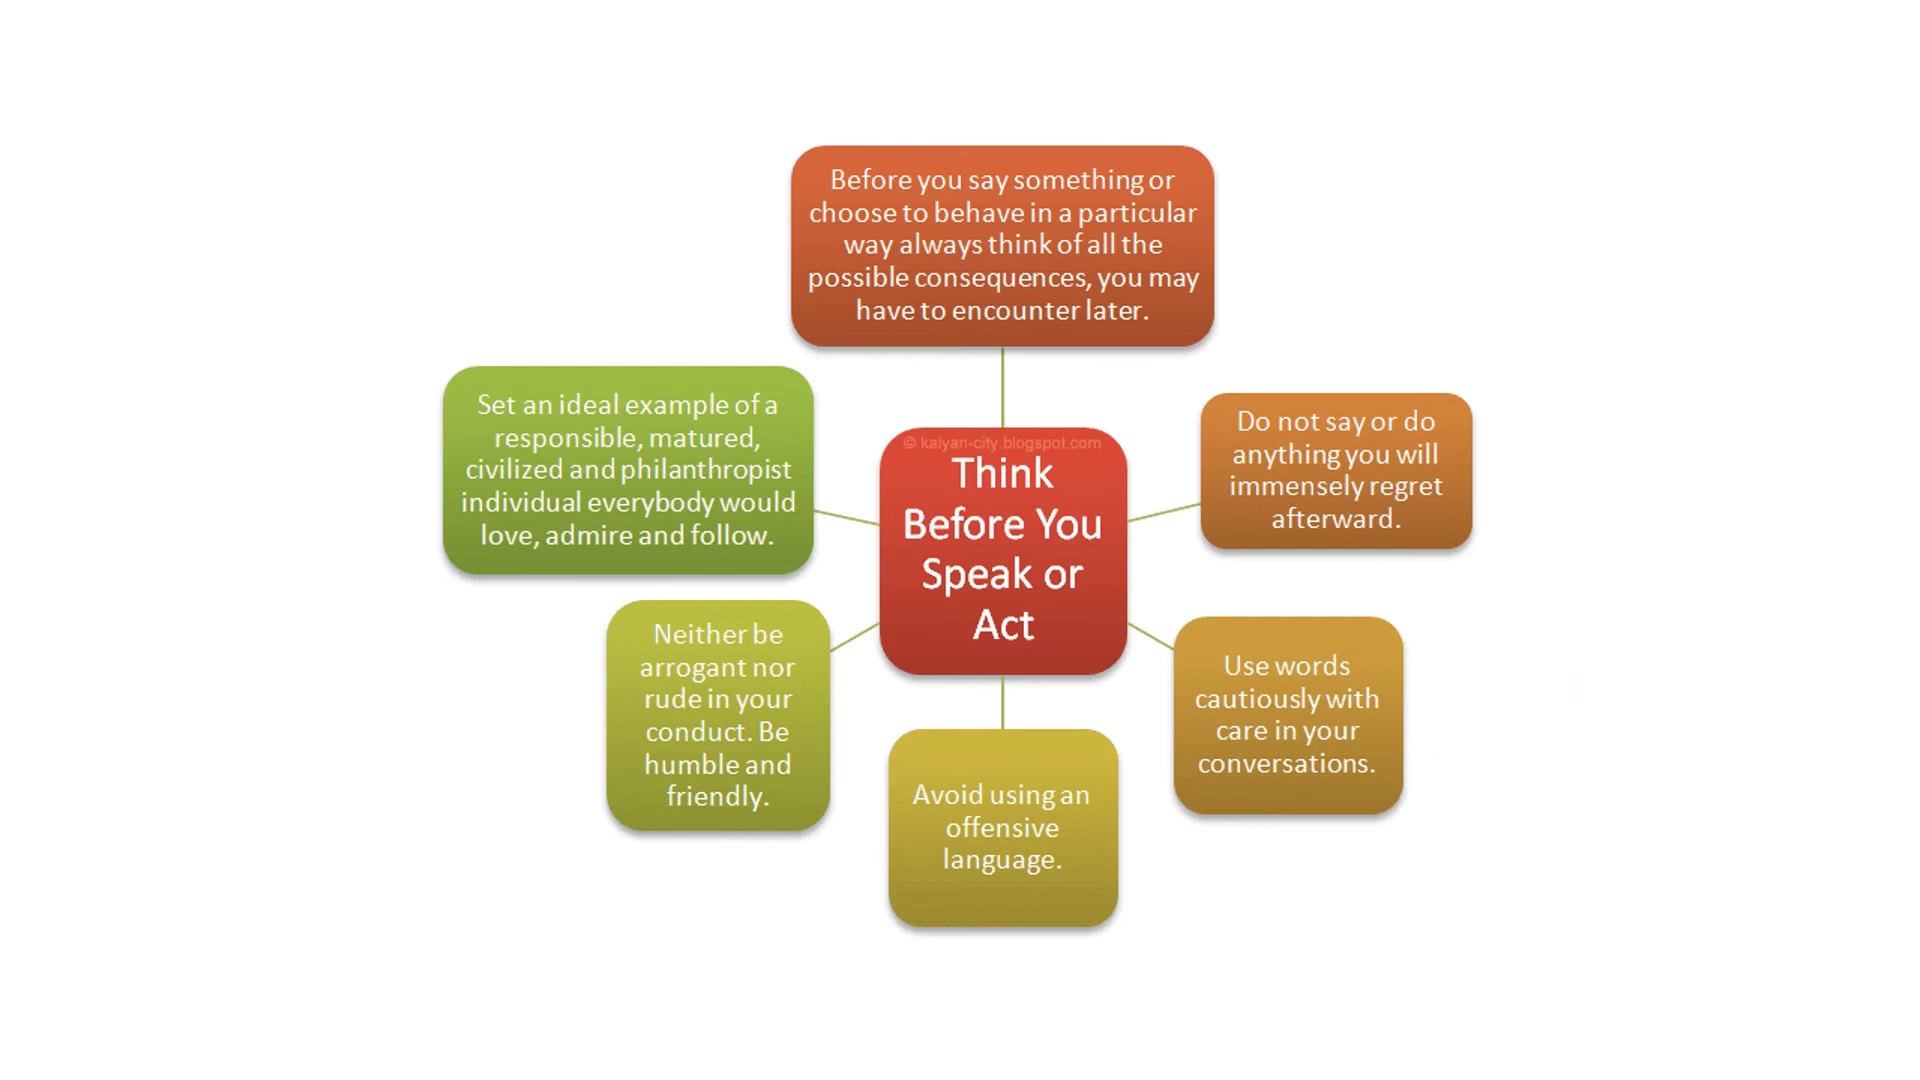 Before you say something or
choose to behave in a particular
way always think of all the
possible consequences, you may
have to encounter later.
Set an ideal example of a
responsible, matured,
civilized and philanthropist
individual everybody would
love, admire and follow.
© kalyan-city.blogspot.com
Think
Before You
Speak or
Act
Do not say or do
anything you will
immensely regret
afterward.
Neither be
arrogant nor
rude in your
conduct. Be
humble and
friendly.
Use words
cautiously with
care in your
conversations.
Avoid using an
offensive
language.